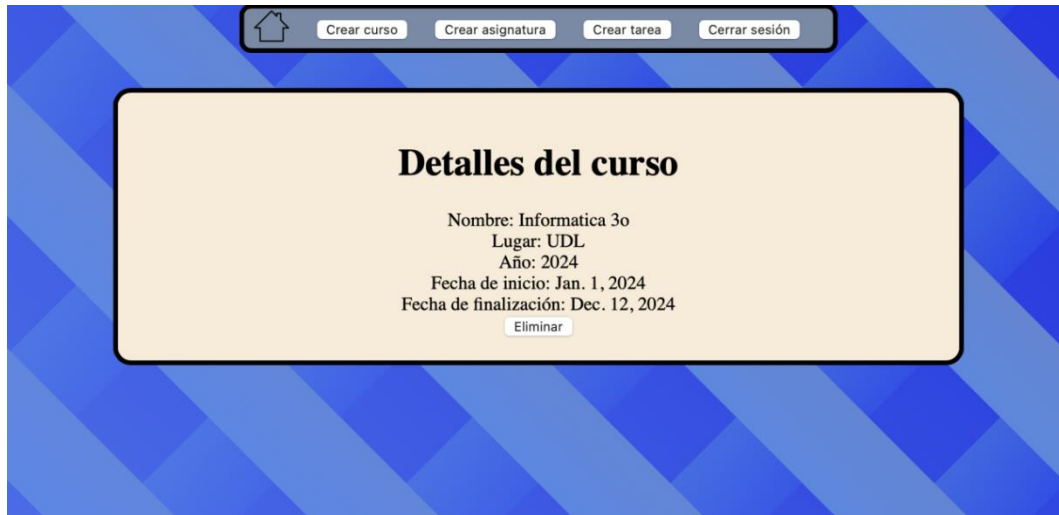 Crear curso Crear asignatura Crear tarea Cerrar sesión
Detalles del curso
Nombre: Informatica 3o
Lugar: UDL
Año: 2024
Fecha de inicio: Jan. 1, 2024
Fecha de finalización: Dec. 12, 2024
Eliminar